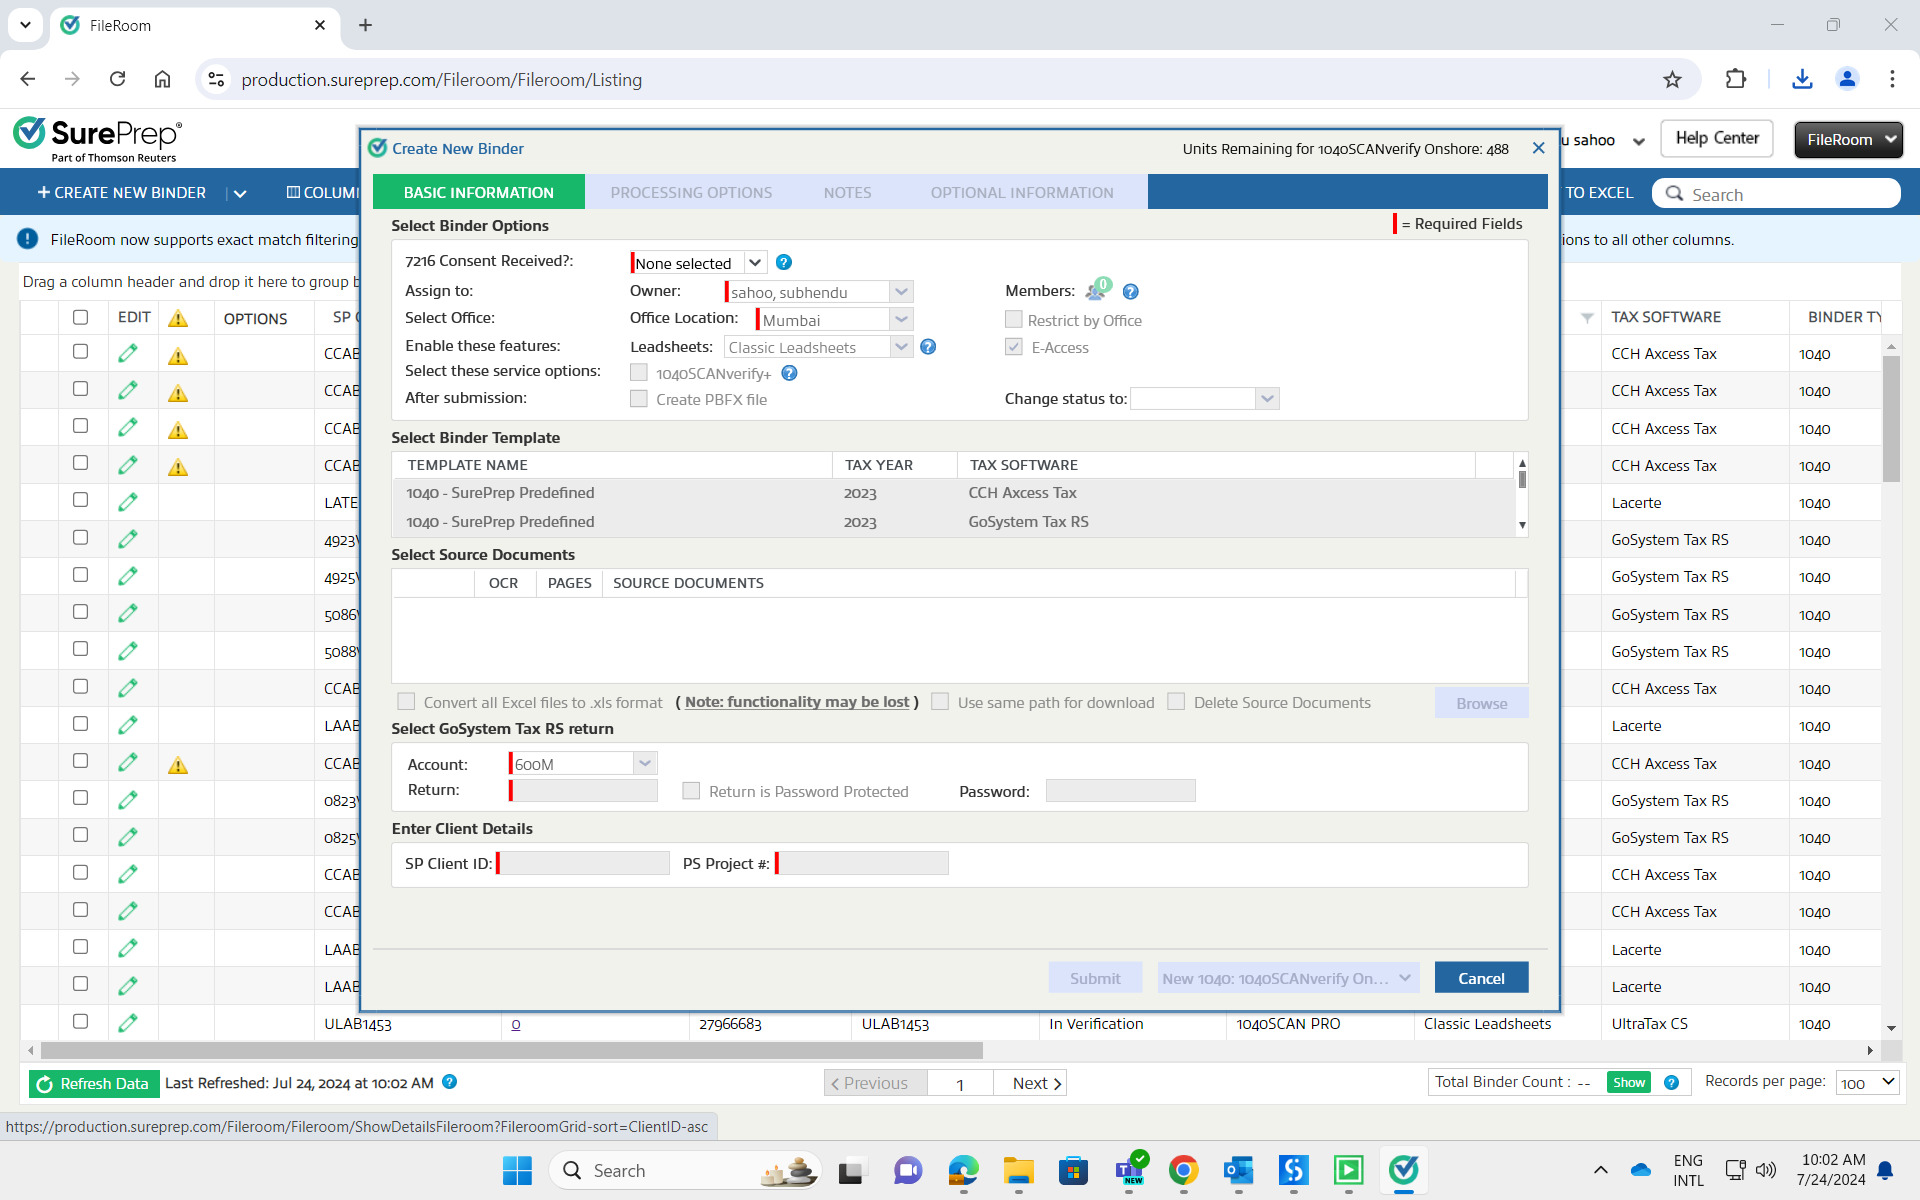 FileRoom
production.sureprep.com/Fileroom/Fileroom/Listing
SurePrep®
Part of Thomson Reuters
u sahoo
Help Center
FileRoom
+ CREATE NEW BINDER
COLUM
TO EXCEL
Search
FileRoom now supports exact match filtering
ions to all other columns.
Drag a column header and drop it here to group b
EDIT
OPTIONS
SP C
TAX SOFTWARE
BINDER TY
Create New Binder
Units Remaining for 1040SCANverify Onshore: 488
BASIC INFORMATION
PROCESSING OPTIONS
NOTES
OPTIONAL INFORMATION
Select Binder Options
= Required Fields
7216 Consent Received?:
None selected
Assign to:
Owner:
sahoo, subhendu
Members:
0
Select Office:
Office Location:
Mumbai
Restrict by Office
Enable these features:
Leadsheets:
Classic Leadsheets
E-Access
Select these service options:
1040SCANverify+
After submission:
Create PBFX file
Change status to:
Select Binder Template
TEMPLATE NAME
TAX YEAR
TAX SOFTWARE
1040 - SurePrep Predefined
2023
CCH Axcess Tax
1040 - SurePrep Predefined
2023
GoSystem Tax RS
Select Source Documents
OCR
PAGES
SOURCE DOCUMENTS
Convert all Excel files to .xls format
( Note: functionality may be lost )
Use same path for download
Delete Source Documents
Browse
Select GoSystem Tax RS return
Account:
600M
Return:
Return is Password Protected
Password:
Enter Client Details
SP Client ID:
PS Project #:
Submit
New 1040: 1040SCANverify On...
Cancel
CCAB
CCH Axcess Tax
1040
CCAB
CCH Axcess Tax
1040
CCAB
CCH Axcess Tax
1040
CCAB
CCH Axcess Tax
1040
LATE
Lacerte
1040
4923V
GoSystem Tax RS
1040
4925V
GoSystem Tax RS
1040
5086V
GoSystem Tax RS
1040
5088V
GoSystem Tax RS
1040
CCAB
CCH Axcess Tax
1040
LAAB
Lacerte
1040
CCAB
CCH Axcess Tax
1040
0823V
GoSystem Tax RS
1040
0825V
GoSystem Tax RS
1040
CCAB
CCH Axcess Tax
1040
CCAB
CCH Axcess Tax
1040
LAAB
Lacerte
1040
LAAB
Lacerte
1040
ULAB1453
0
27966683
ULAB1453
In Verification
1040SCAN PRO
Classic Leadsheets
UltraTax CS
1040
Refresh Data
Last Refreshed: Jul 24, 2024 at 10:02 AM
Previous
1
Next
Total Binder Count : --
Show
Records per page:
100
https://production.sureprep.com/Fileroom/Fileroom/ShowDetailsFileroom?FileroomGrid-sort=ClientID-asc
Search
NEW
ENG
INTL
10:02 AM
7/24/2024